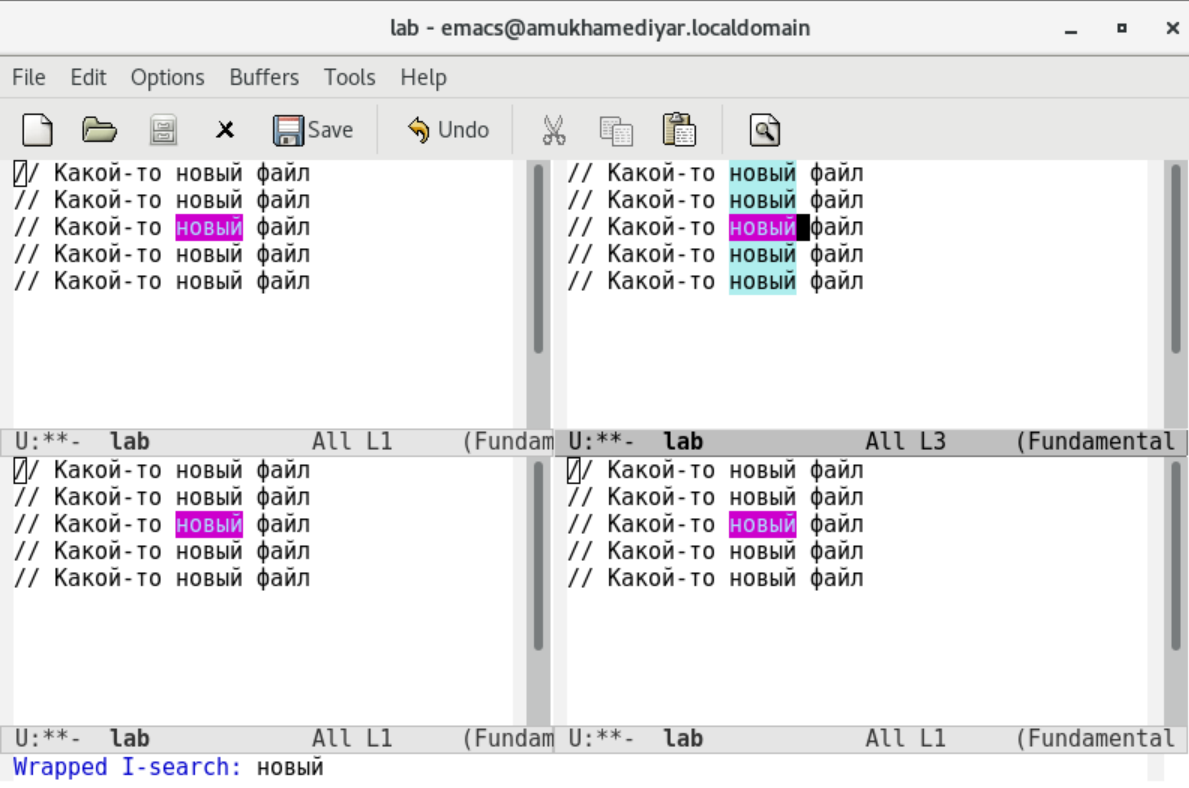 lab - emacs@amukhamediyar.localdomain
File Edit Options Buffers Tools Help
Save Undo
// Какой-то новый файл
// Какой-то новый файл
// Какой-то новый файл
// Какой-то новый файл
// Какой-то новый файл
U:**- lab All L1 (Fundam
// Какой-то новый файл
// Какой-то новый файл
// Какой-то новый файл
// Какой-то новый файл
// Какой-то новый файл
U:**- lab All L3 (Fundamental
// Какой-то новый файл
// Какой-то новый файл
// Какой-то новый файл
// Какой-то новый файл
// Какой-то новый файл
U:**- lab All L1 (Fundam
// Какой-то новый файл
// Какой-то новый файл
// Какой-то новый файл
// Какой-то новый файл
// Какой-то новый файл
U:**- lab All L1 (Fundamental
Wrapped I-search: новый